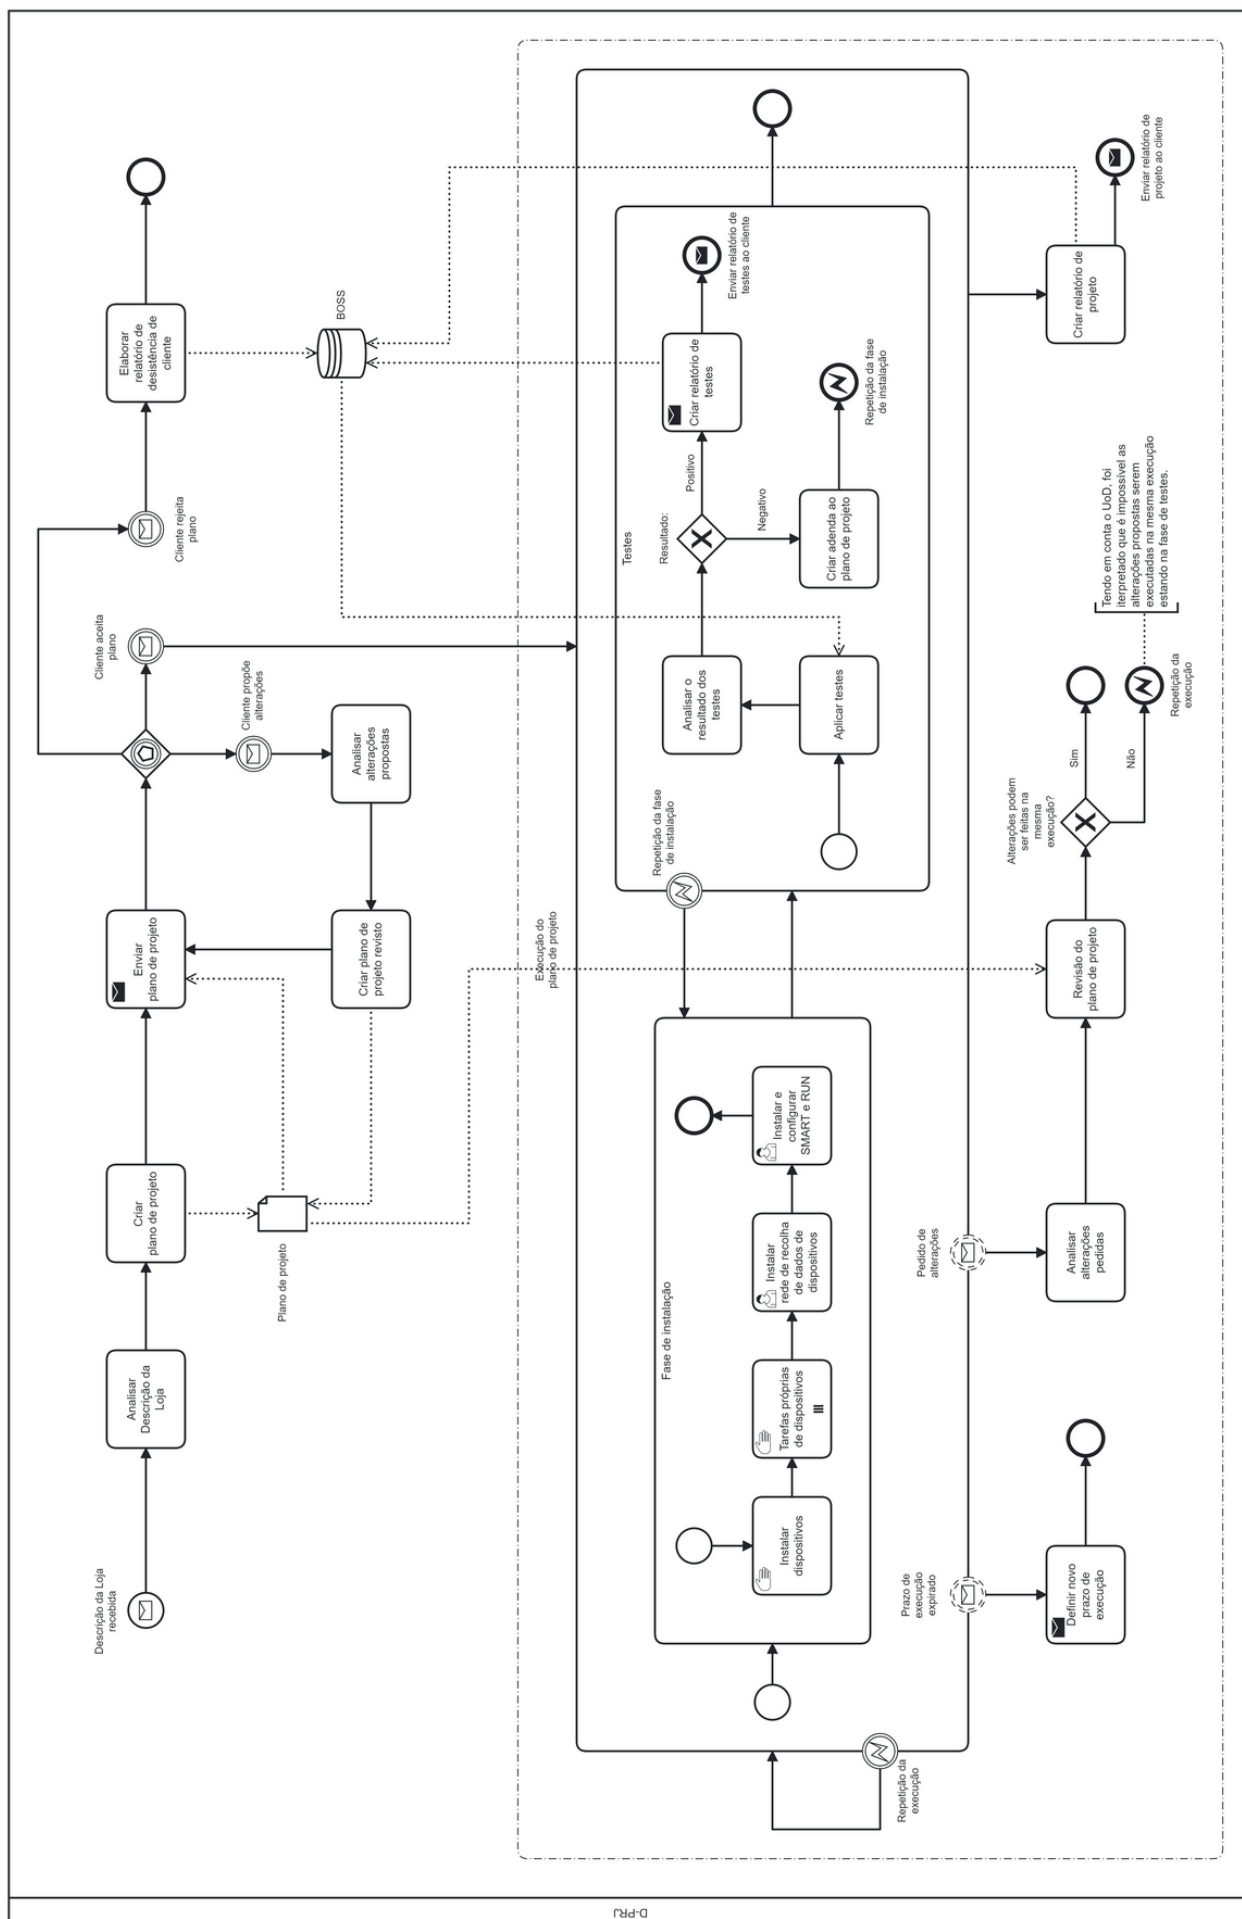 D-PRJ
Descrição da Loja
recebida
Analisar
Descrição da
Loja
Criar
plano de projeto
Plano de projeto
Enviar
plano de projeto
Cliente propõe
alterações
Analisar
alterações
propostas
Criar plano de
projeto revisto
Cliente aceita
plano
Cliente rejeita
plano
Elaborar
relatório de
desistência de
cliente
BOSS
Execução do
plano de projeto
Fase de instalação
Instalar
dispositivos
Tarefas próprias
de dispositivos
Instalar
rede de recolha
de dados de
dispositivos
Instalar e
configurar
SMART e RUN
Repetição da fase
de instalação
Testes
Aplicar testes
Analisar o
resultado dos
testes
Resultado:
Positivo
Negativo
Criar relatório de
testes
Enviar relatório de
testes ao cliente
Criar adenda ao
plano de projeto
Repetição da fase
de instalação
Repetição da
execução
Prazo de
execução
expirado
Definir novo
prazo de
execução
Pedido de
alterações
Analisar
alterações
pedidas
Revisão do
plano de projeto
Alterações podem
ser feitas na
mesma
execução?
Sim
Não
Repetição da
execução
Tendo em conta o UoD, foi
iterpretado que é impossível as
alterações propostas serem
executadas na mesma execução
estando na fase de testes.
Criar relatório de
projeto
Enviar relatório de
projeto ao cliente